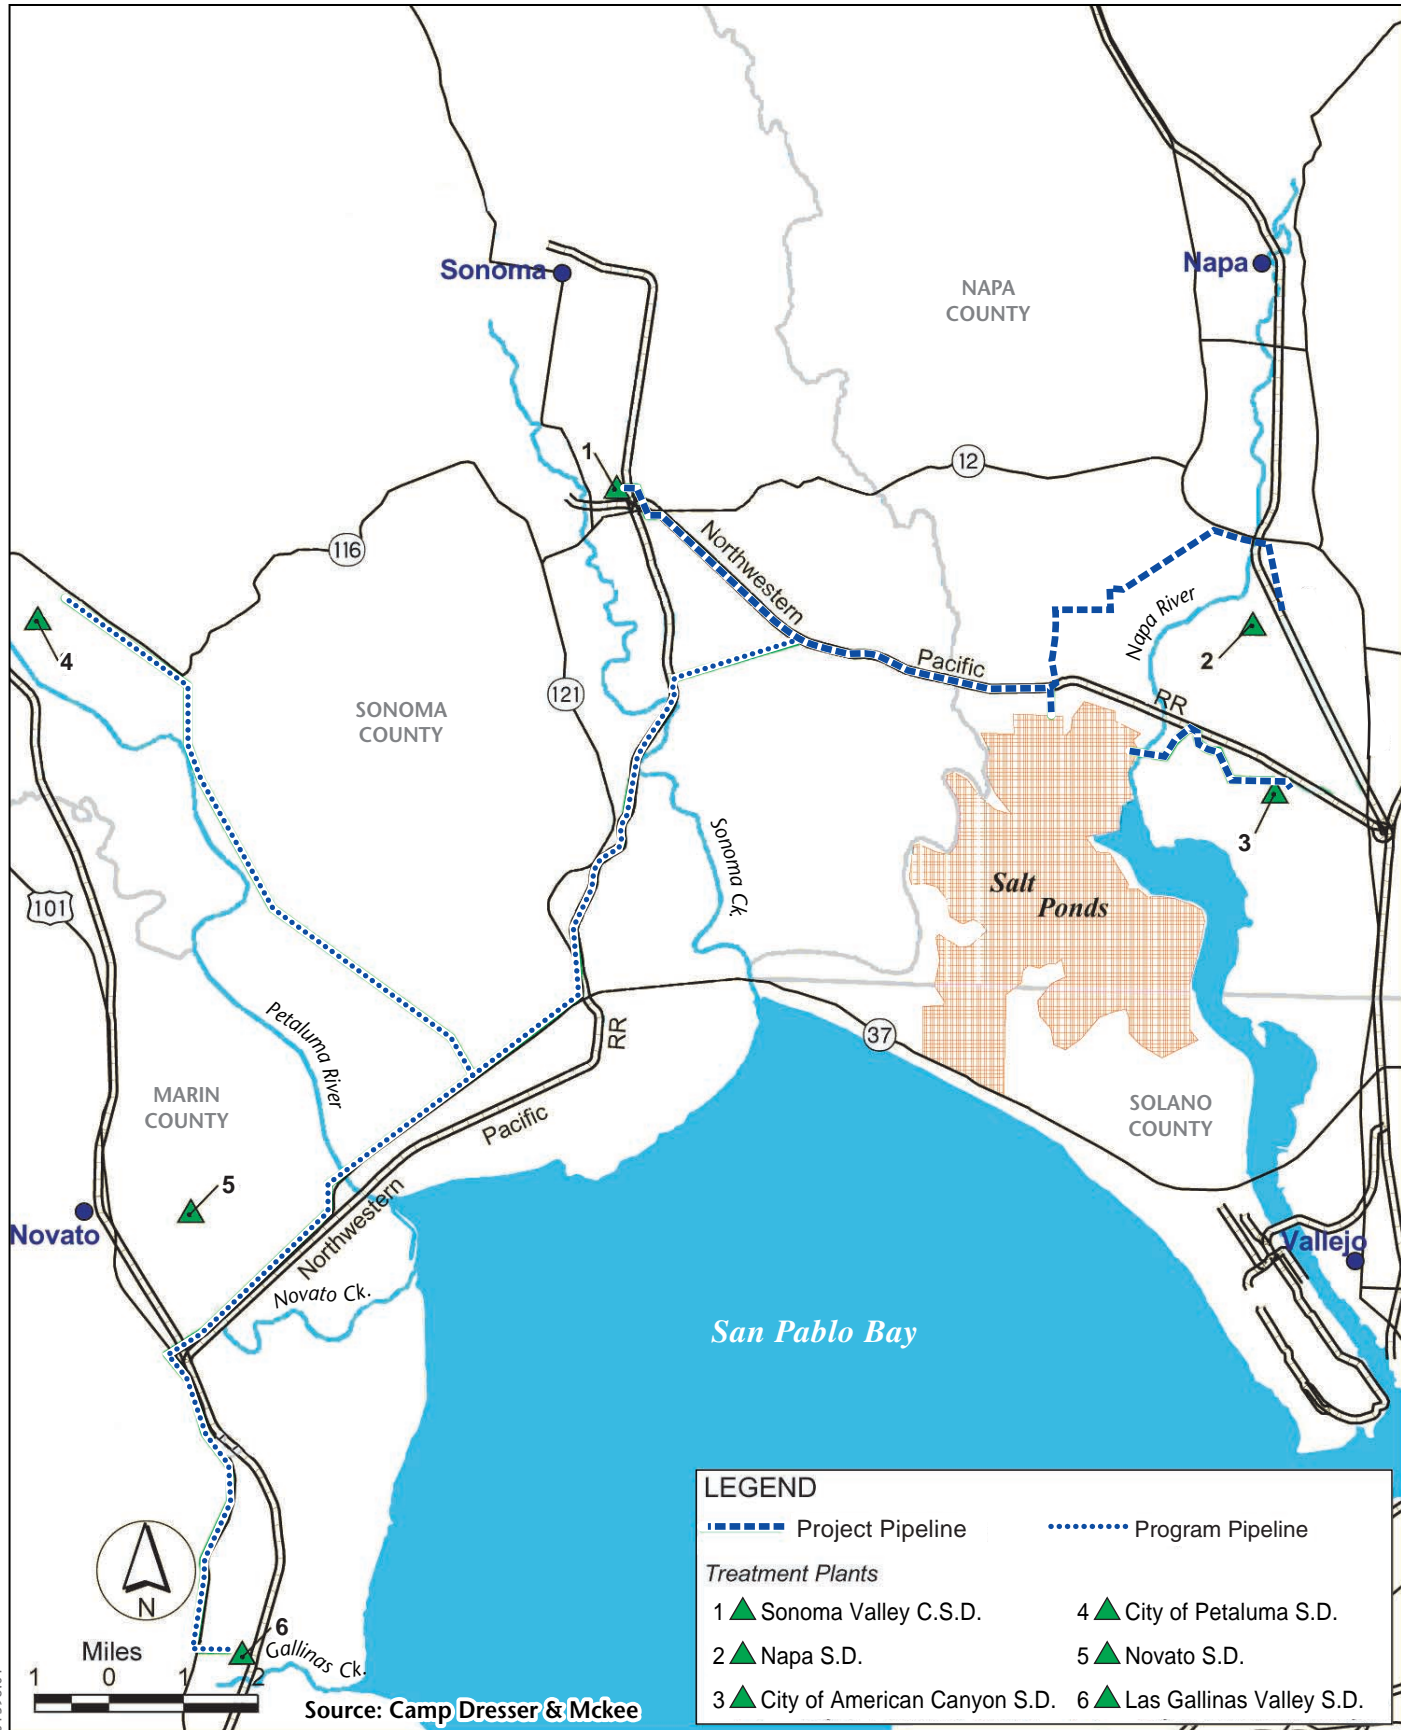 Sonoma
Napa
NAPA
COUNTY
1
12
Northwestern
116
Napa River
4
2
Pacific
121
RR
SONOMA
COUNTY
Sonoma Ck.
3
Salt
Ponds
101
Petaluma River
RR
37
MARIN
COUNTY
Pacific
SOLANO
COUNTY
5
Novato
Northwestern
Vallejo
Novato Ck.
San Pablo Bay
LEGEND
Project Pipeline
Program Pipeline
Treatment Plants
1 Sonoma Valley C.S.D.
4 City of Petaluma S.D.
2 Napa S.D.
5 Novato S.D.
3 City of American Canyon S.D.
6 Las Gallinas Valley S.D.
N
6
Gallinas Ck.
Miles
1 0 1 2
Source: Camp Dresser & Mckee